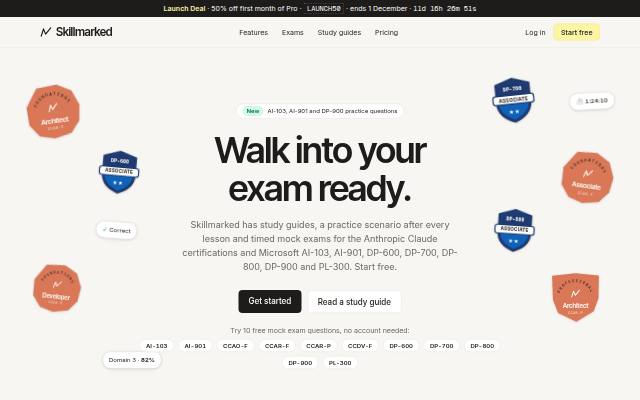 Launch Deal · 50% off first month of Pro · LAUNCH50 · ends 1 December · 11d 16h 26m 51s
Skillmarked
Features
Exams
Study guides
Pricing
Log in
Start free
New AI-103, AI-901 and DP-900 practice questions
Walk into your
exam ready.
Skillmarked has study guides, a practice scenario after every
lesson and timed mock exams for the Anthropic Claude
certifications and Microsoft AI-103, AI-901, DP-600, DP-700, DP-
800, DP-900 and PL-300. Start free.
Get started
Read a study guide
Try 10 free mock exam questions, no account needed:
AI-103
AI-901
CCAO-F
CCAR-F
CCAR-P
CCDV-F
DP-600
DP-700
DP-800
DP-900
PL-300
FOUNDATIONS
Architect
CCAR-F
DP-600
ASSOCIATE
✓ Correct
FOUNDATIONS
Developer
Domain 3 · 82%
DP-700
ASSOCIATE
1:24:10
Associate
ASSOCIATE
PROFESSIONAL
Architect
CCAR-P